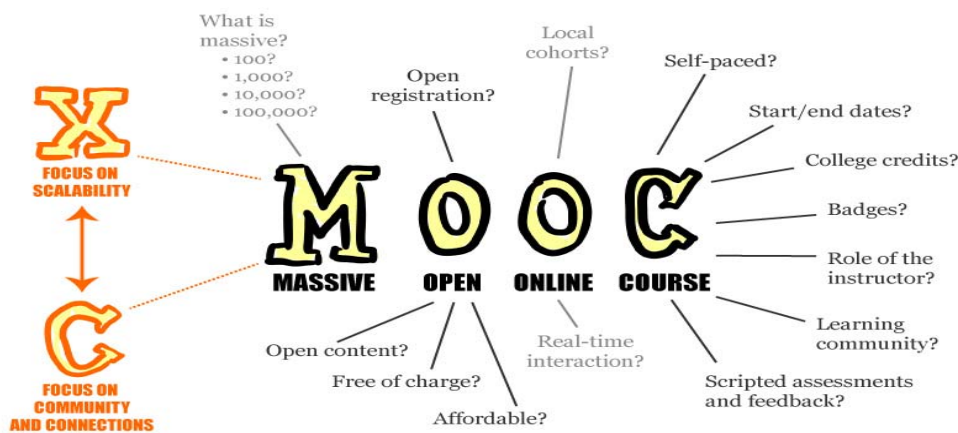 What is
massive?
• 100?
• 1,000?
• 10,000?
• 100,000?
Open
registration?
Local
cohorts?
Self-paced?
Start/end dates?
College credits?
Badges?
Role of the
instructor?
Learning
community?
Scripted assessments
and feedback?
X
FOCUS ON
SCALABILITY
C
FOCUS ON
COMMUNITY
AND CONNECTIONS
MOOC
MASSIVE OPEN ONLINE COURSE
Open content?
Free of charge?
Affordable?
Real-time
interaction?